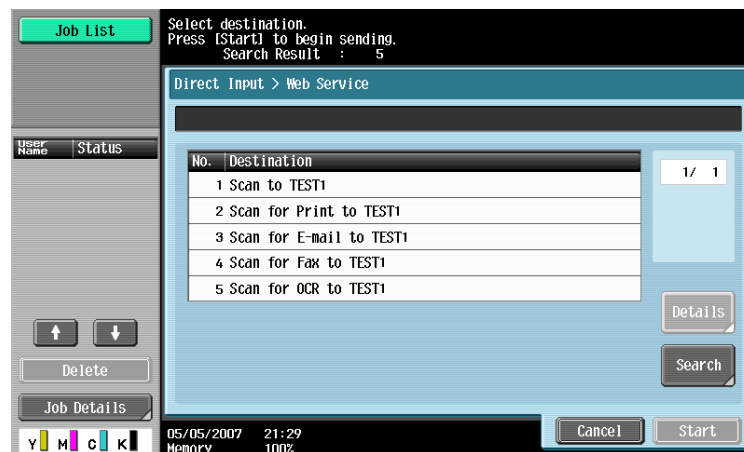 Job List
Select destination.
Press [Start] to begin sending.
Search Result : 5
Direct Input > Web Service
User Name Status
No. Destination
1/ 1
1 Scan to TEST1
2 Scan for Print to TEST1
3 Scan for E-mail to TEST1
4 Scan for Fax to TEST1
5 Scan for OCR to TEST1
Details
Delete
Search
Job Details
Cancel
Start
Y M C K
05/05/2007 21:29
Memory 100%